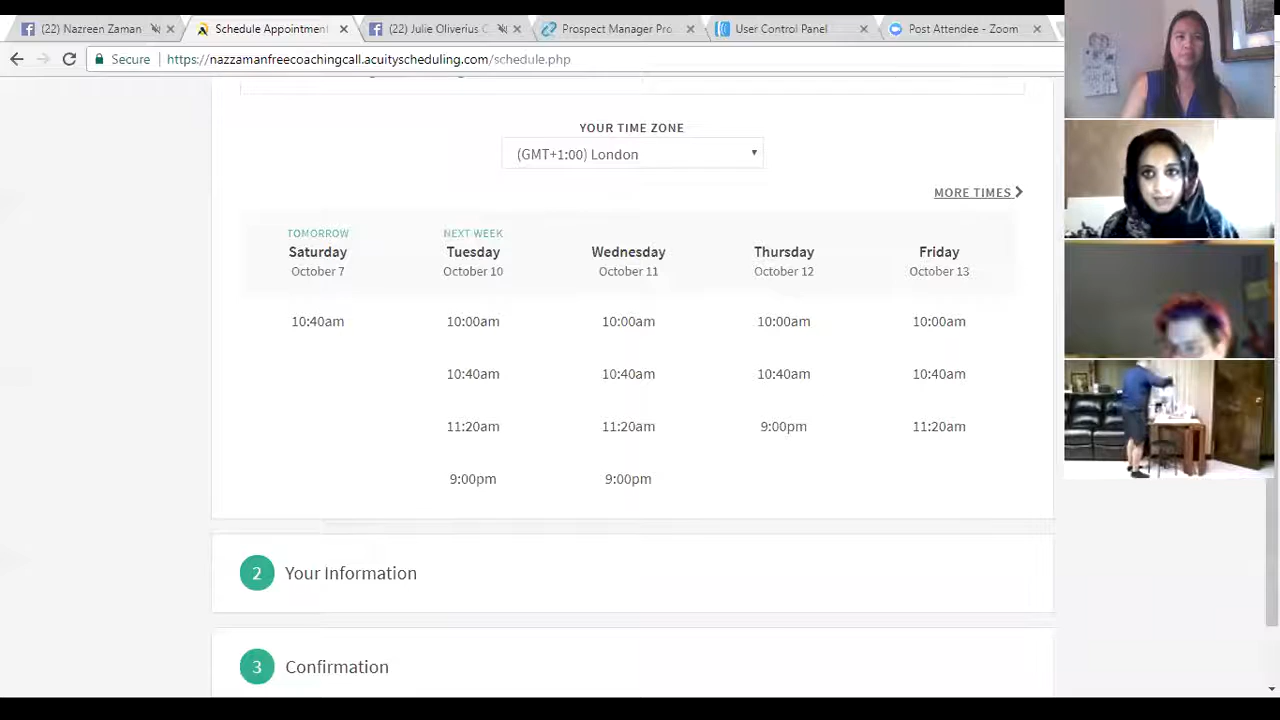 (22) Nazreen Zaman
Schedule Appointment
(22) Julie Oliverius C
Prospect Manager Pro
User Control Panel
Post Attendee - Zoom
Secure
https://nazzamanfreecoachingcall.acuityscheduling.com/schedule.php
YOUR TIME ZONE
(GMT+1:00) London
MORE TIMES
TOMORROW
Saturday
October 7
10:40am
NEXT WEEK
Tuesday
October 10
10:00am
10:40am
11:20am
9:00pm
Wednesday
October 11
10:00am
10:40am
11:20am
9:00pm
Thursday
October 12
10:00am
10:40am
9:00pm
Friday
October 13
10:00am
10:40am
11:20am
2 Your Information
3 Confirmation